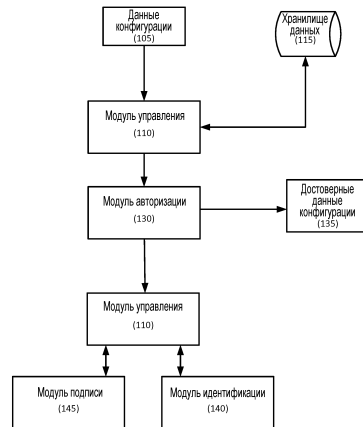 Данные
конфигурации
(105)
Хранилище
данных
(115)
Модуль управления
(110)
Модуль авторизации
(130)
Достоверные
данные
конфигурации
(135)
Модуль управления
(110)
Модуль подписи
(145)
Модуль идентификации
(140)